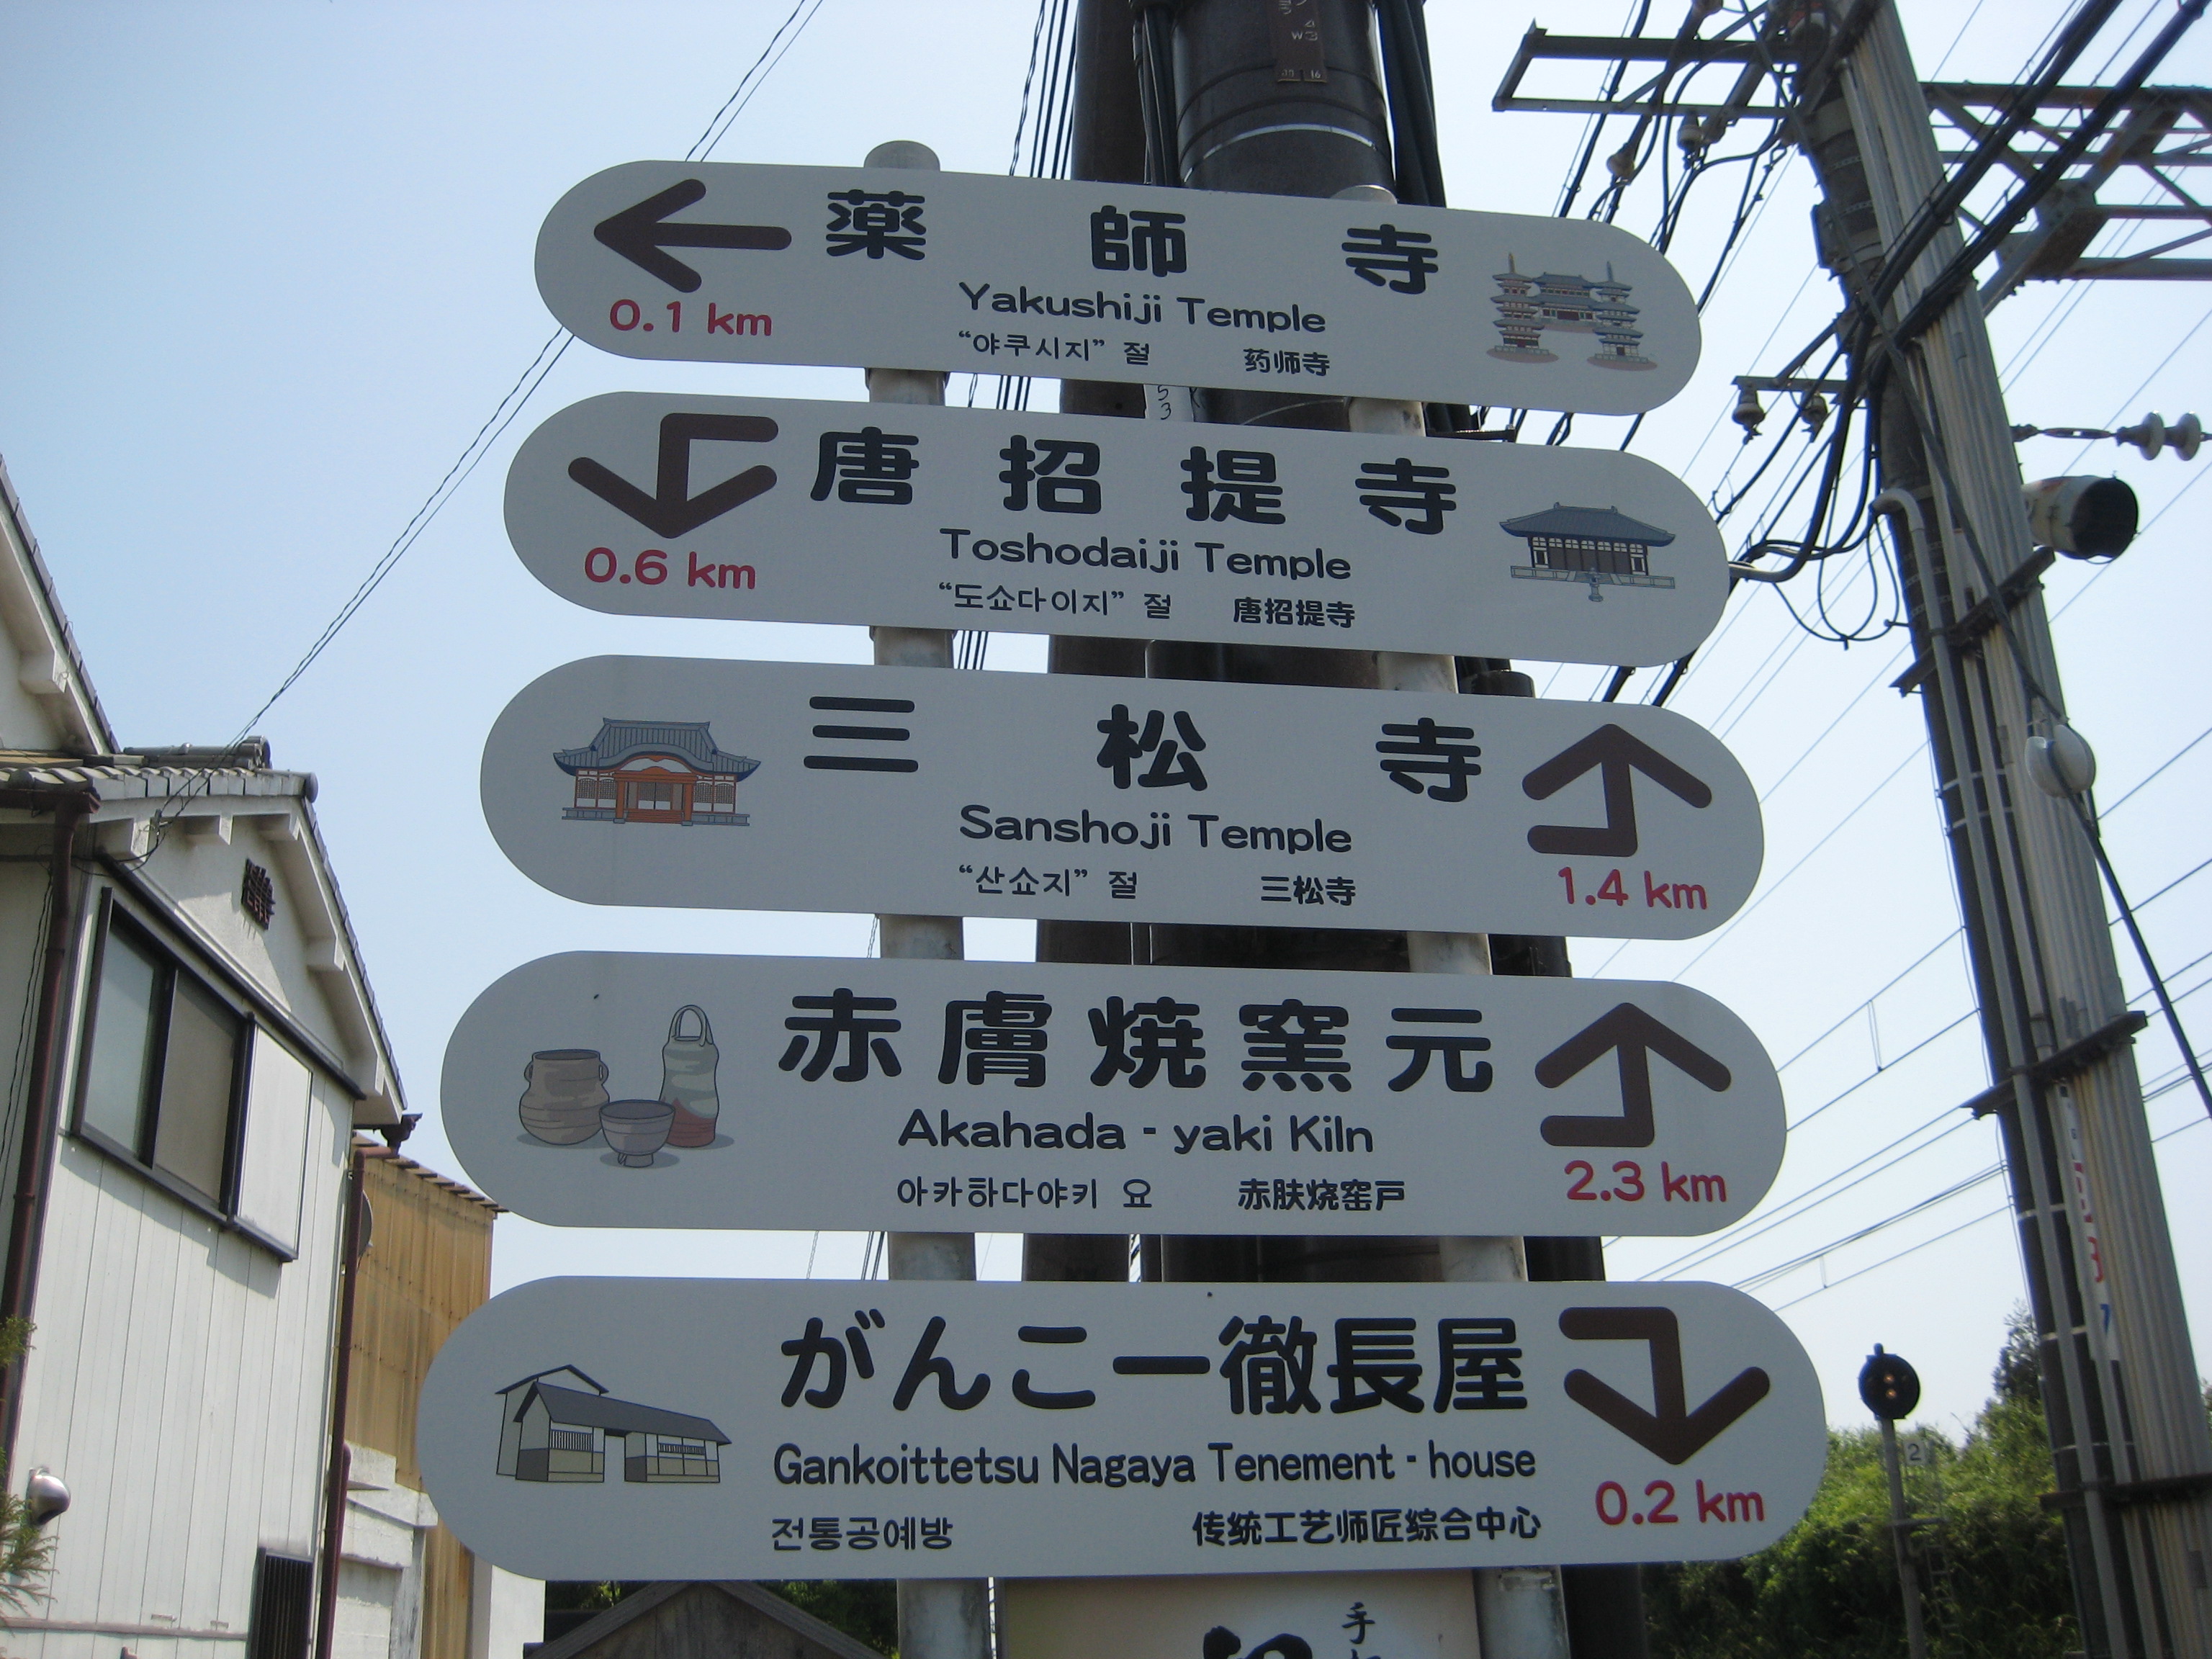 薬師寺
0.1 km
Yakushiji Temple
“야쿠시지” 절 药师寺
唐招提寺
0.6 km
Toshodaiji Temple
“도쇼다이지” 절 唐招提寺
三松寺
Sanshoji Temple
1.4 km
“산쇼지” 절 三松寺
赤膚焼窯元
Akahada - yaki Kiln
2.3 km
아카하다야키 요 赤肤烧窑戸
がんこ一徹長屋
Gankoittetsu Nagaya Tenement - house
0.2 km
전통공예방 传统工艺师匠综合中心
手
2